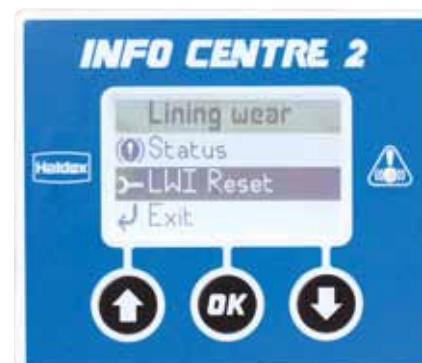 INFO CENTRE 2
Lining wear
Status
Haldex
LWI Reset
Exit
OK